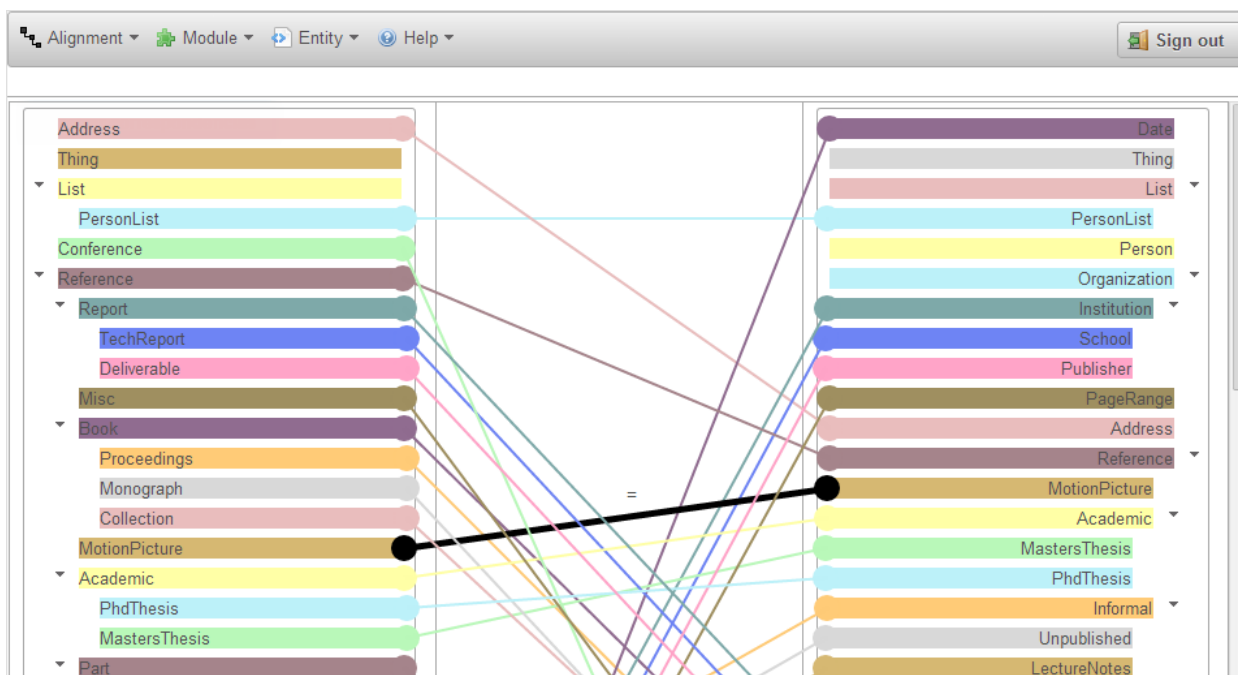 Alignment Module Entity Help Sign out
Address
Thing
List
PersonList
Conference
Reference
Report
TechReport
Deliverable
Misc
Book
Proceedings
Monograph
Collection
MotionPicture
Academic
PhdThesis
MastersThesis
Part
=
Date
Thing
List
PersonList
Person
Organization
Institution
School
Publisher
PageRange
Address
Reference
MotionPicture
Academic
MastersThesis
PhdThesis
Informal
Unpublished
LectureNotes